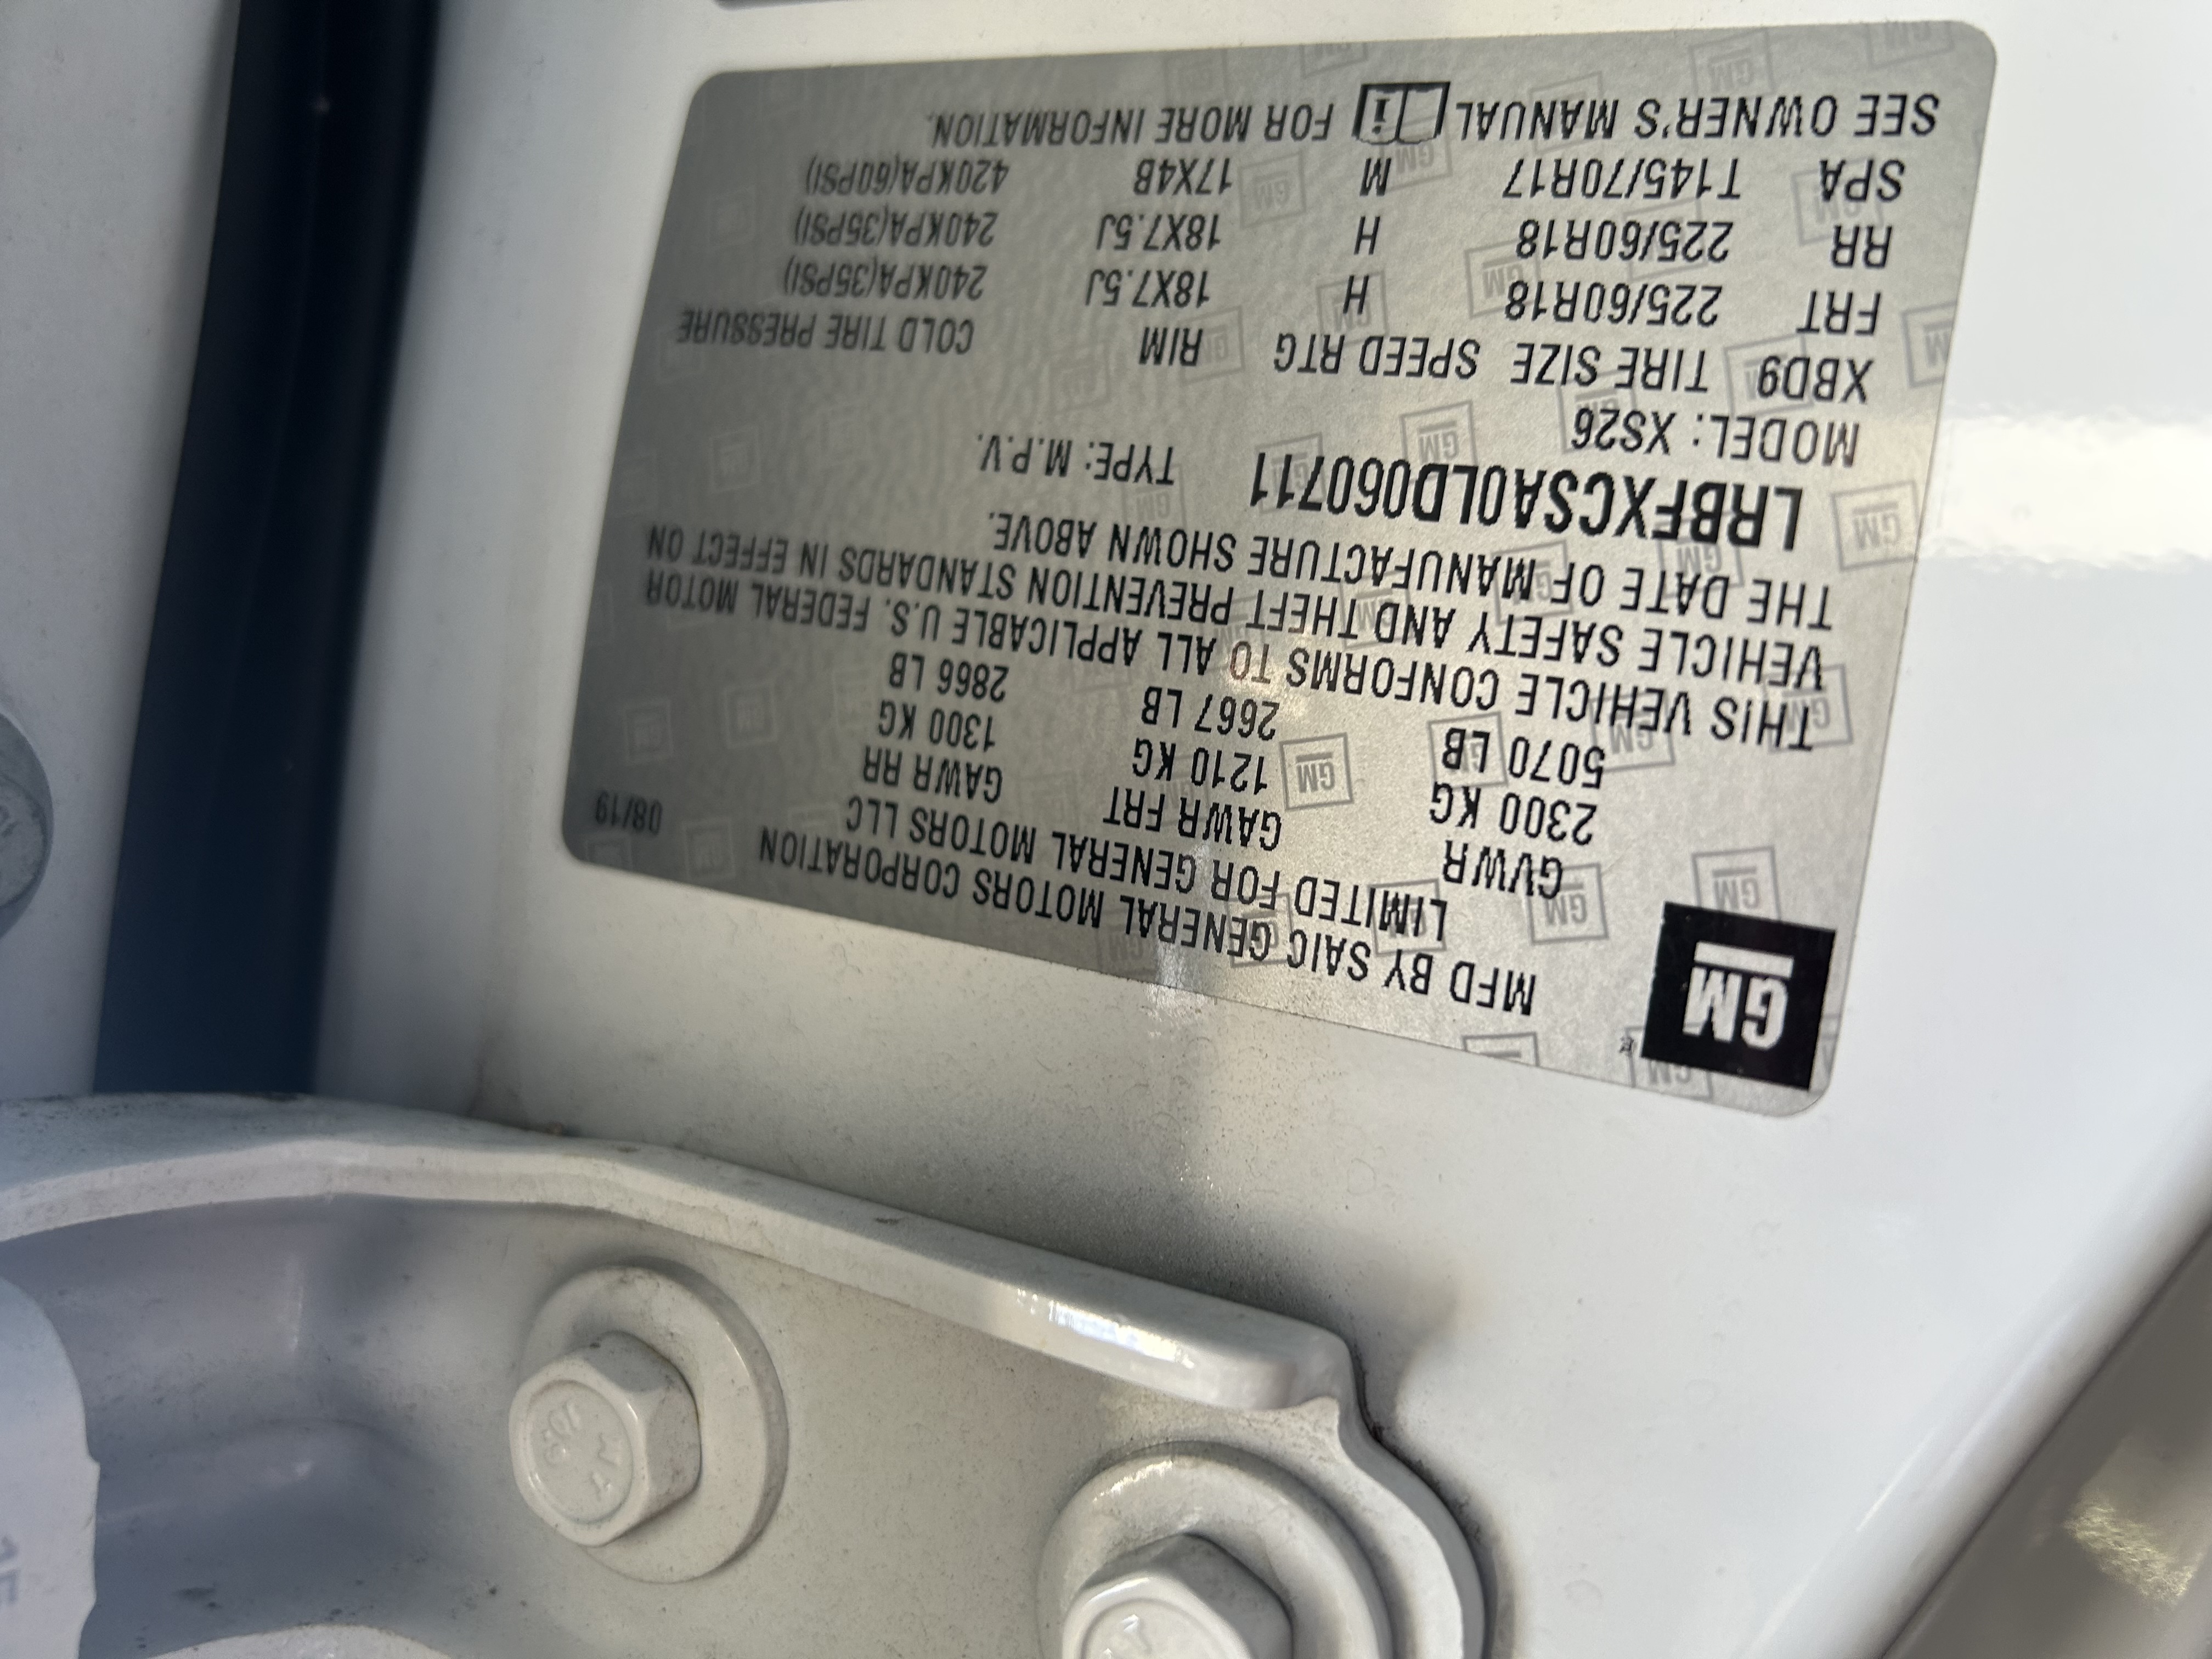 GM
MFD BY SAIC GENERAL MOTORS CORPORATION
LIMITED FOR GENERAL MOTORS LLC 08/19
GVWR GAWR FRT GAWR RR
2300 KG 1210 KG 1300 KG
5070 LB 2667 LB 2866 LB
THIS VEHICLE CONFORMS TO ALL APPLICABLE U.S. FEDERAL MOTOR
VEHICLE SAFETY AND THEFT PREVENTION STANDARDS IN EFFECT ON
THE DATE OF MANUFACTURE SHOWN ABOVE.
LRBFXCSA0LD060711 TYPE: M.P.V.
MODEL: XS26
XBD9 TIRE SIZE SPEED RTG RIM COLD TIRE PRESSURE
FRT 225/60R18 H 18X7.5J 240KPA(35PSI)
RR 225/60R18 H 18X7.5J 240KPA(35PSI)
SPA T145/70R17 M 17X4B 420KPA(60PSI)
SEE OWNER'S MANUAL i FOR MORE INFORMATION.